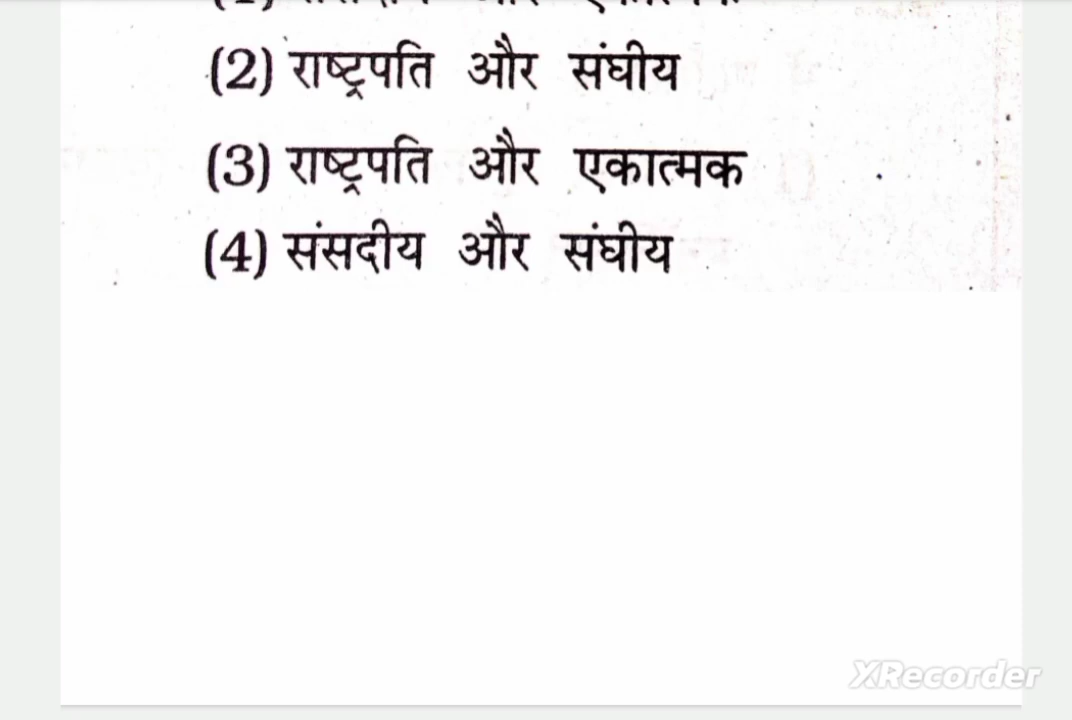 (2) राष्ट्रपति और संघीय
(3) राष्ट्रपति और एकात्मक
(4) संसदीय और संघीय
XRecorder